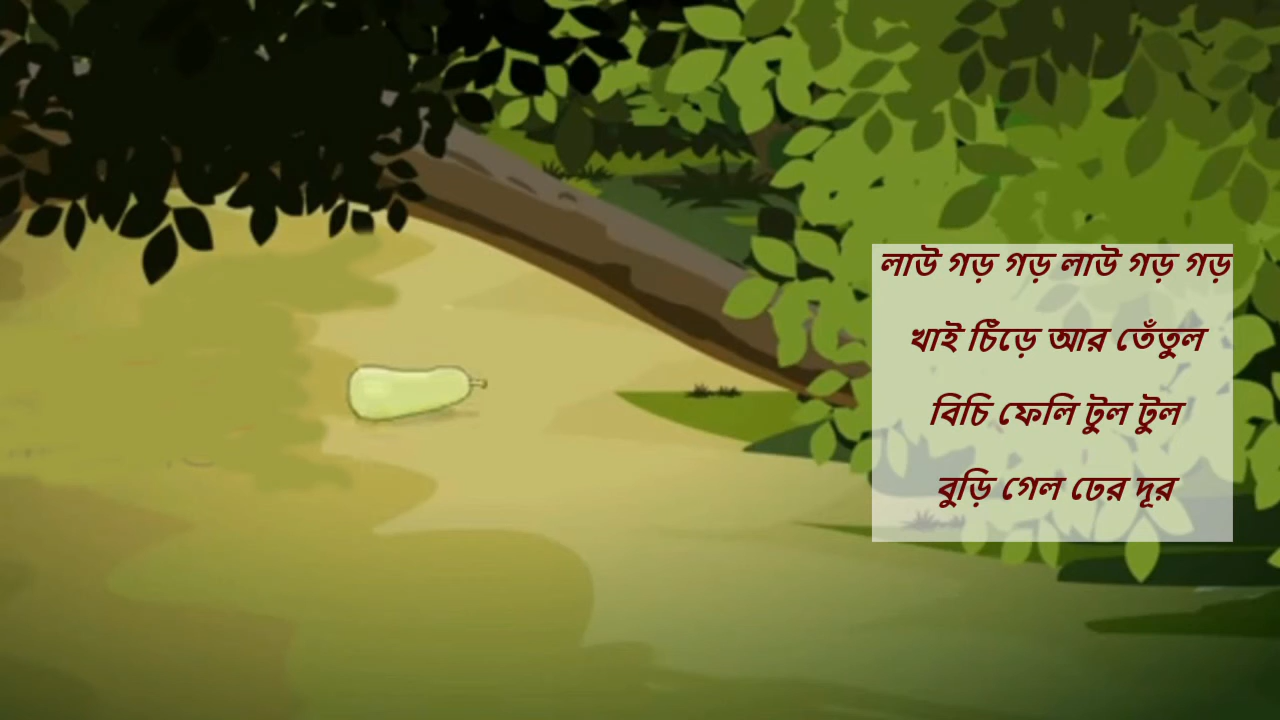 লাউ গড় গড় লাউ গড় গড়
খাই চিঁড়ে আর তেঁতুল
বিচি ফেলি টুল টুল
বুড়ি গেল ঢের দূর